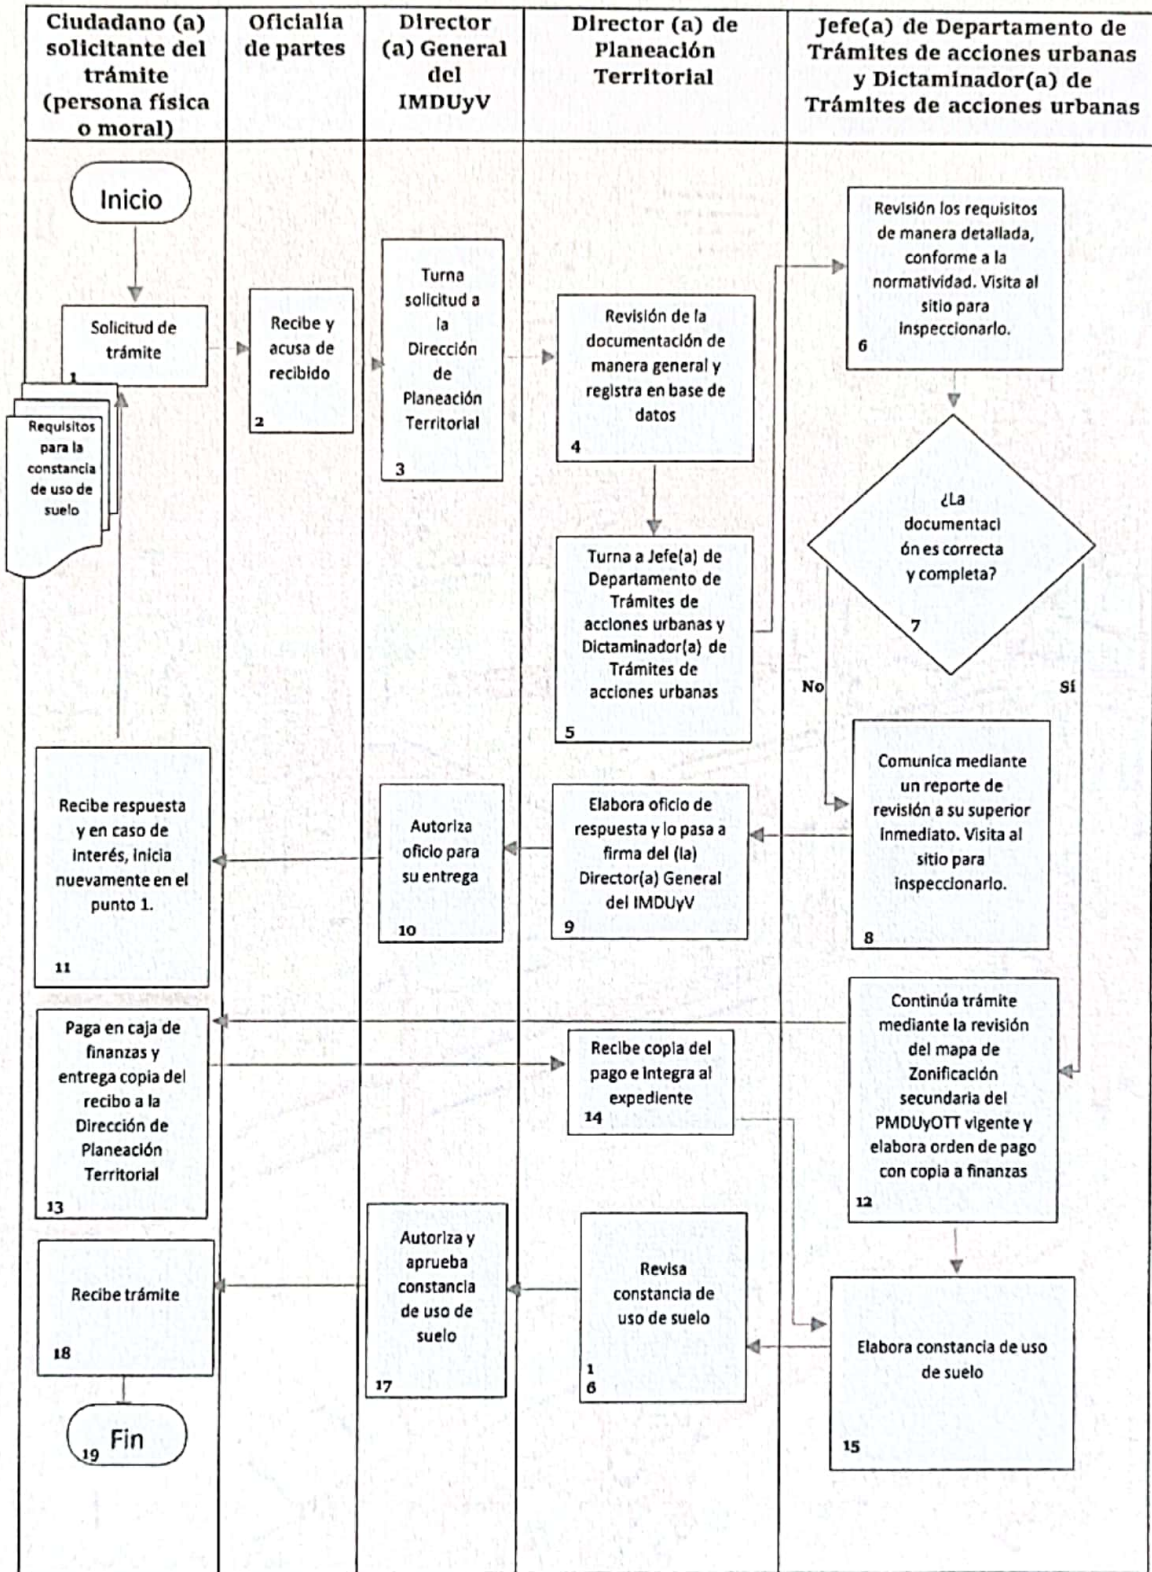 Ciudadano (a)
solicitante del
trámite
(persona física
o moral)
Oficialía
de partes
Director
(a) General
del
IMDUyV
Director (a) de
Planeación
Territorial
Jefe(a) de Departamento de
Trámites de acciones urbanas
y Dictaminador(a) de
Trámites de acciones urbanas
Inicio
Solicitud de
trámite
1
Requisitos
para la
constancia
de uso de
suelo
Recibe y
acusa de
recibido
2
Turna
solicitud a
la
Dirección
de
Planeación
Territorial
3
Revisión de la
documentación de
manera general y
registra en base de
datos
4
Turna a Jefe(a) de
Departamento de
Trámites de
acciones urbanas y
Dictaminador(a) de
Trámites de
acciones urbanas
5
Revisión los requisitos
de manera detallada,
conforme a la
normatividad. Visita al
sitio para
inspeccionarlo.
6
¿La
documentaci
ón es correcta
y completa?
7
No
Sí
Comunica mediante
un reporte de
revisión a su superior
inmediato. Visita al
sitio para
inspeccionarlo.
8
Elabora oficio de
respuesta y lo pasa a
firma del (la)
Director(a) General
del IMDUyV
9
Autoriza
oficio para
su entrega
10
Recibe respuesta
y en caso de
interés, inicia
nuevamente en el
punto 1.
11
Continúa trámite
mediante la revisión
del mapa de
Zonificación
secundaria del
PMDUyOTT vigente y
elabora orden de pago
con copia a finanzas
12
Paga en caja de
finanzas y
entrega copia del
recibo a la
Dirección de
Planeación
Territorial
13
Recibe copia del
pago e integra al
expediente
14
Elabora constancia de uso
de suelo
15
Revisa
constancia de
uso de suelo
1
6
Autoriza y
aprueba
constancia
de uso de
suelo
17
Recibe trámite
18
Fin
19